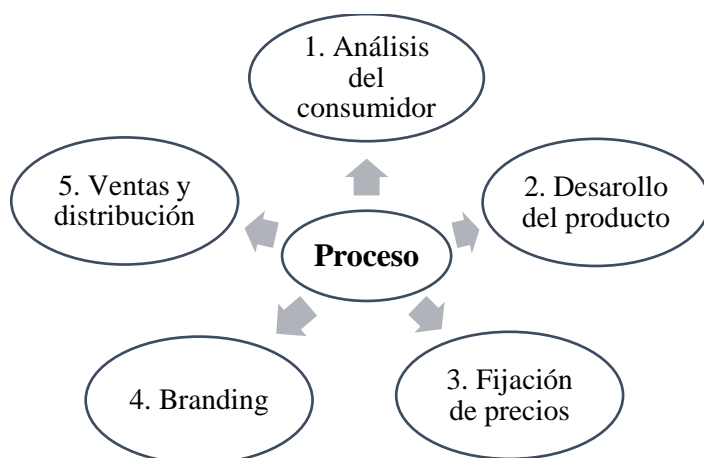 1. Análisis
del
consumidor
5. Ventas y
distribución
2. Desarollo
del producto
Proceso
4. Branding
3. Fijación
de precios